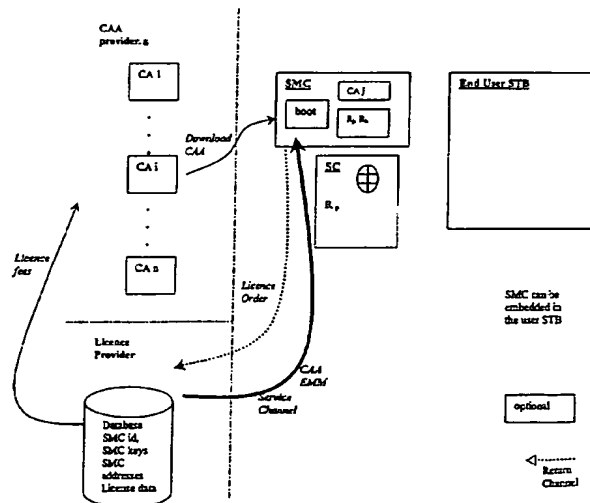 CAA
provider.s
CA 1
CA i
CA n
Download
CAA
SMC
CA j
boot
SC
R p
End User STB
Licence
fees
Licence
Order
Licence
Provider
CAA
EMM
Service
Channel
SMC can be
embedded in
the user STB
Database
SMC id,
SMC keys
SMC
addresses
License data
optional
Return
Channel